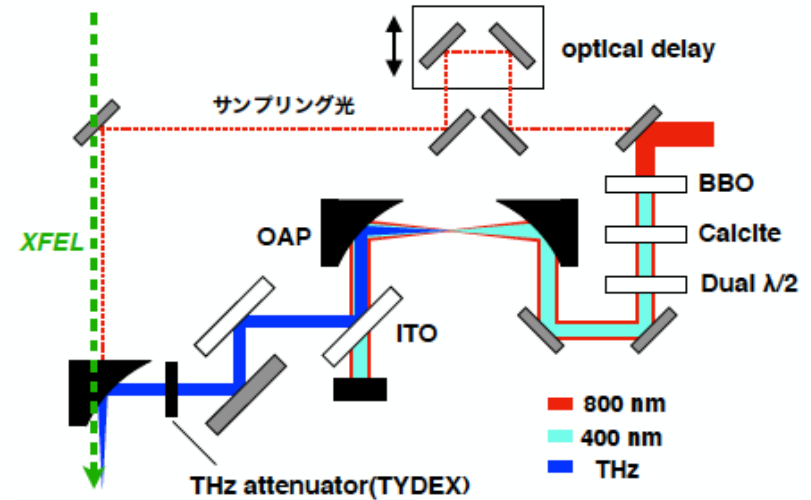 optical delay
サンプリング光
BBO
XFEL
OAP
Calcite
Dual λ/2
ITO
800 nm
400 nm
THz
THz attenuator(TYDEX)